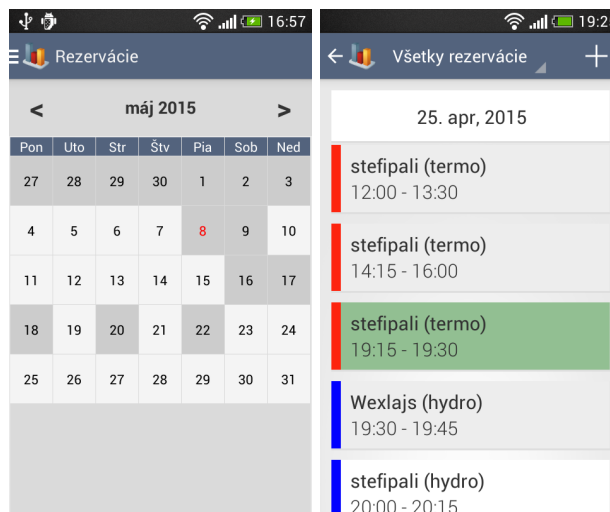 16:57
Rezervácie
< máj 2015 >
Pon Uto Str Štv Pia Sob Ned
27 28 29 30 1 2 3
4 5 6 7 8 9 10
11 12 13 14 15 16 17
18 19 20 21 22 23 24
25 26 27 28 29 30 31
Všetky rezervácie
25. apr, 2015
stefipali (termo)
12:00 - 13:30
stefipali (termo)
14:15 - 16:00
stefipali (termo)
19:15 - 19:30
Wexlajs (hydro)
19:30 - 19:45
stefipali (hydro)
20:00 - 20:15